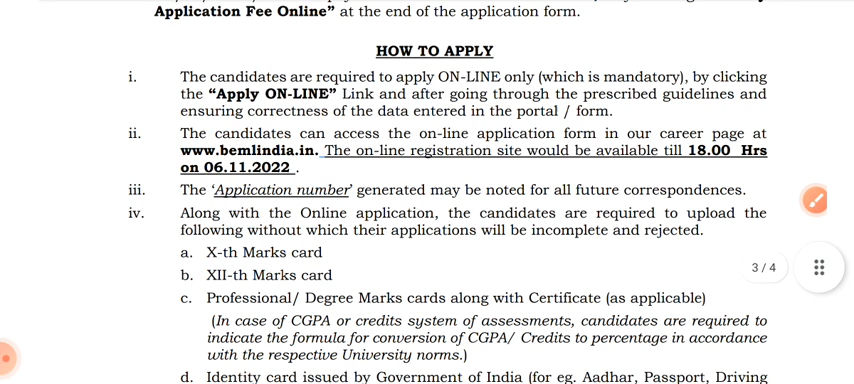 Application Fee Online” at the end of the application form.
HOW TO APPLY
i. The candidates are required to apply ON-LINE only (which is mandatory), by clicking
the “Apply ON-LINE” Link and after going through the prescribed guidelines and
ensuring correctness of the data entered in the portal / form.
ii. The candidates can access the on-line application form in our career page at
www.bemlindia.in. The on-line registration site would be available till 18.00 Hrs
on 06.11.2022 .
iii. The ‘Application number’ generated may be noted for all future correspondences.
iv. Along with the Online application, the candidates are required to upload the
following without which their applications will be incomplete and rejected.
a. X-th Marks card
b. XII-th Marks card
3 / 4
c. Professional/ Degree Marks cards along with Certificate (as applicable)
(In case of CGPA or credits system of assessments, candidates are required to
indicate the formula for conversion of CGPA/ Credits to percentage in accordance
with the respective University norms.)
d. Identity card issued by Government of India (for eg. Aadhar, Passport, Driving